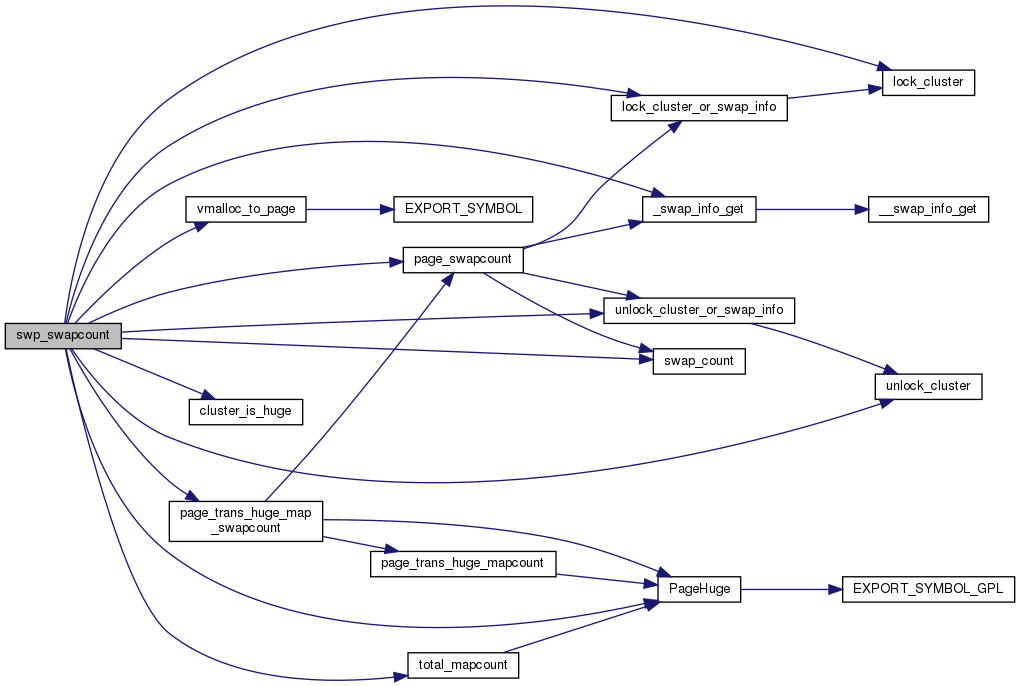 lock_cluster
lock_cluster_or_swap_info
vmalloc_to_page
EXPORT_SYMBOL
_swap_info_get
__swap_info_get
page_swapcount
unlock_cluster_or_swap_info
swp_swapcount
swap_count
unlock_cluster
cluster_is_huge
page_trans_huge_map
_swapcount
page_trans_huge_mapcount
PageHuge
EXPORT_SYMBOL_GPL
total_mapcount